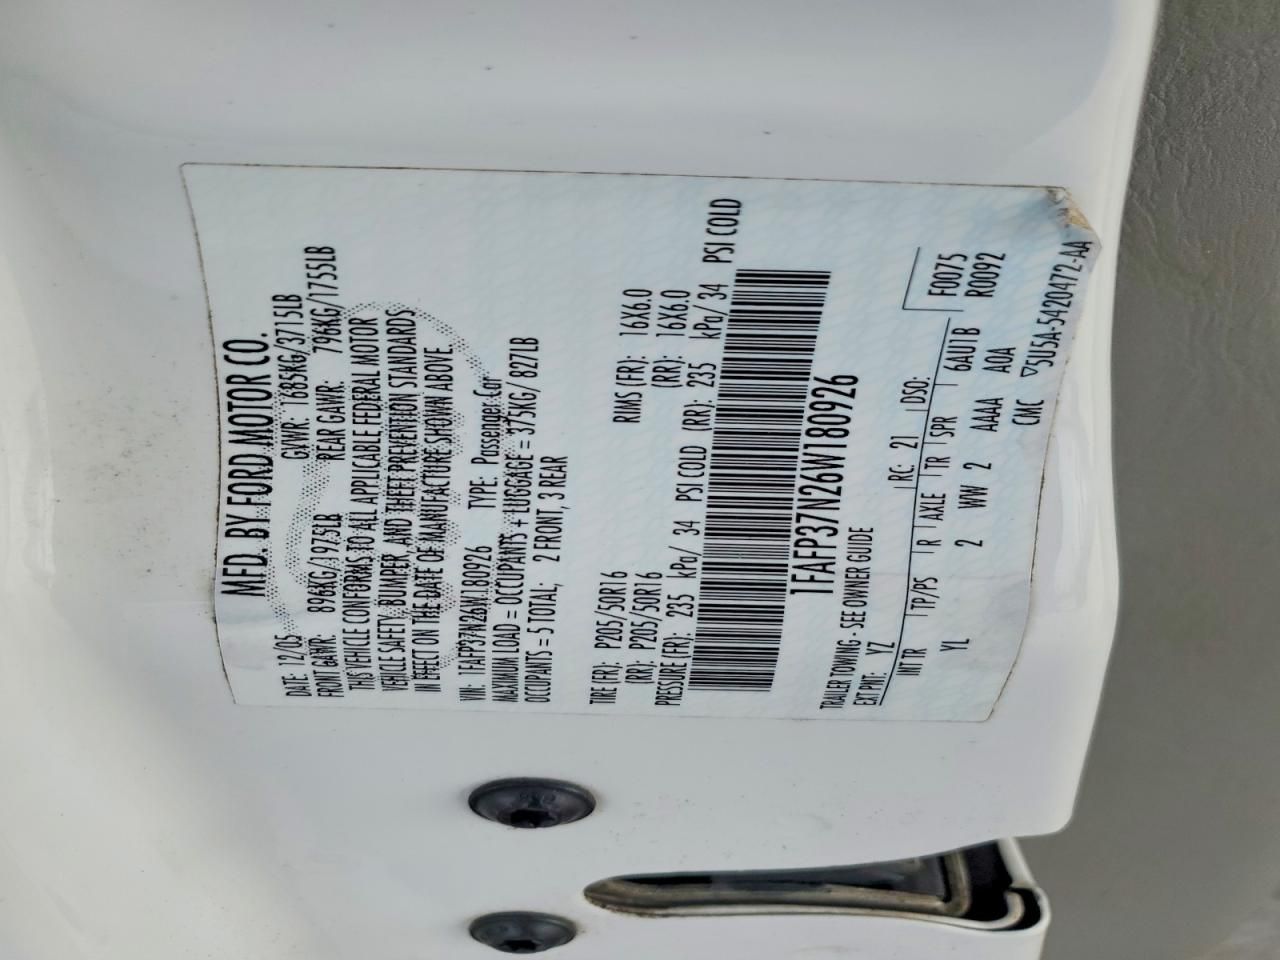 MFD. BY FORD MOTOR CO.
DATE: 12/05 GVWR: 1685KG/3715LB
FRONT GAWR: 896KG/1975LB REAR GAWR: 796KG/1755LB
THIS VEHICLE CONFORMS TO ALL APPLICABLE FEDERAL MOTOR
VEHICLE SAFETY, BUMPER, AND THEFT PREVENTION STANDARDS
IN EFFECT ON THE DATE OF MANUFACTURE SHOWN ABOVE.
VIN: 1FAFP37N26W180926 TYPE: Passenger Car
MAXIMUM LOAD = OCCUPANTS + LUGGAGE = 375KG/ 827LB
OCCUPANTS = 5 TOTAL; 2 FRONT, 3 REAR
TIRE (FR): P205/50R16 RIMS (FR): 16X6.0
(RR): P205/50R16 (RR): 16X6.0
PRESSURE (FR): 235 kPa/ 34 PSI COLD (RR): 235 kPa/ 34 PSI COLD
1FAFP37N26W180926
TRAILER TOWING - SEE OWNER GUIDE
EXT PNT: YZ RC: 21 DSO: F0075
INT TR TP/PS R AXLE TR SPR 6AU1B R0092
YL 2 WW 2 AAAA A0A
CMC ▽5U5A-5420472-AA